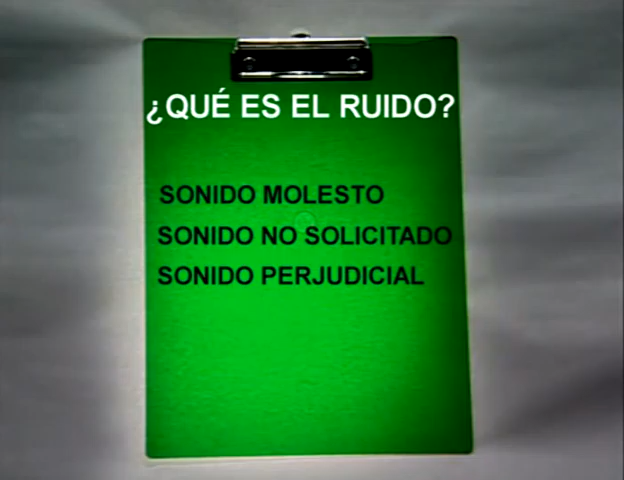 ¿QUÉ ES EL RUIDO?
SONIDO MOLESTO
SONIDO NO SOLICITADO
SONIDO PERJUDICIAL